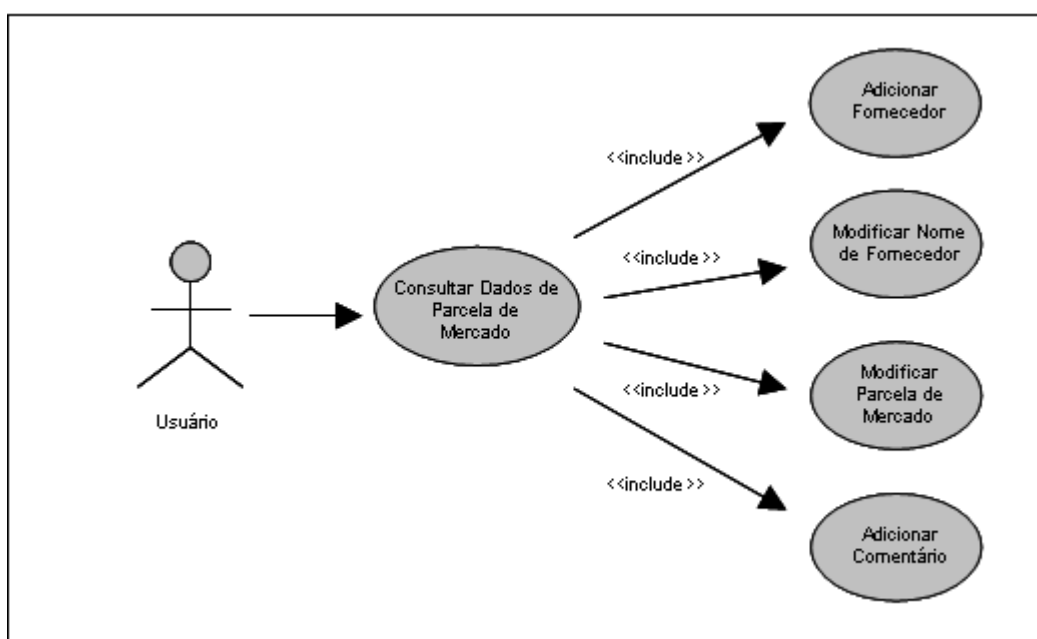 Adicionar
Fornecedor
<<include>>
Modificar Nome
de Fornecedor
<<include>>
Consultar Dados de
Parcela de
Mercado
Modificar
Parcela de
Mercado
<<include>>
Usuário
<<include>>
Adicionar
Comentário